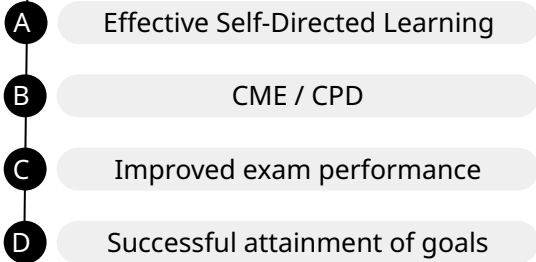 A Effective Self-Directed Learning
B CME / CPD
C Improved exam performance
D Successful attainment of goals